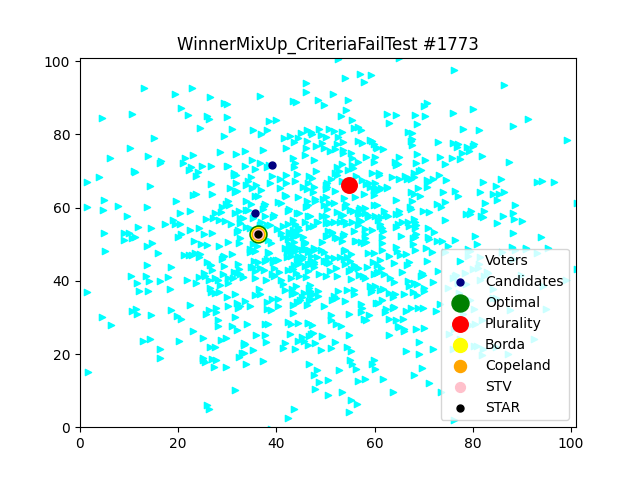 WinnerMixUp_CriteriaFailTest #1773
100
80
60
40
20
0
0
20
40
60
80
100
Voters
Candidates
Optimal
Plurality
Borda
Copeland
STV
STAR